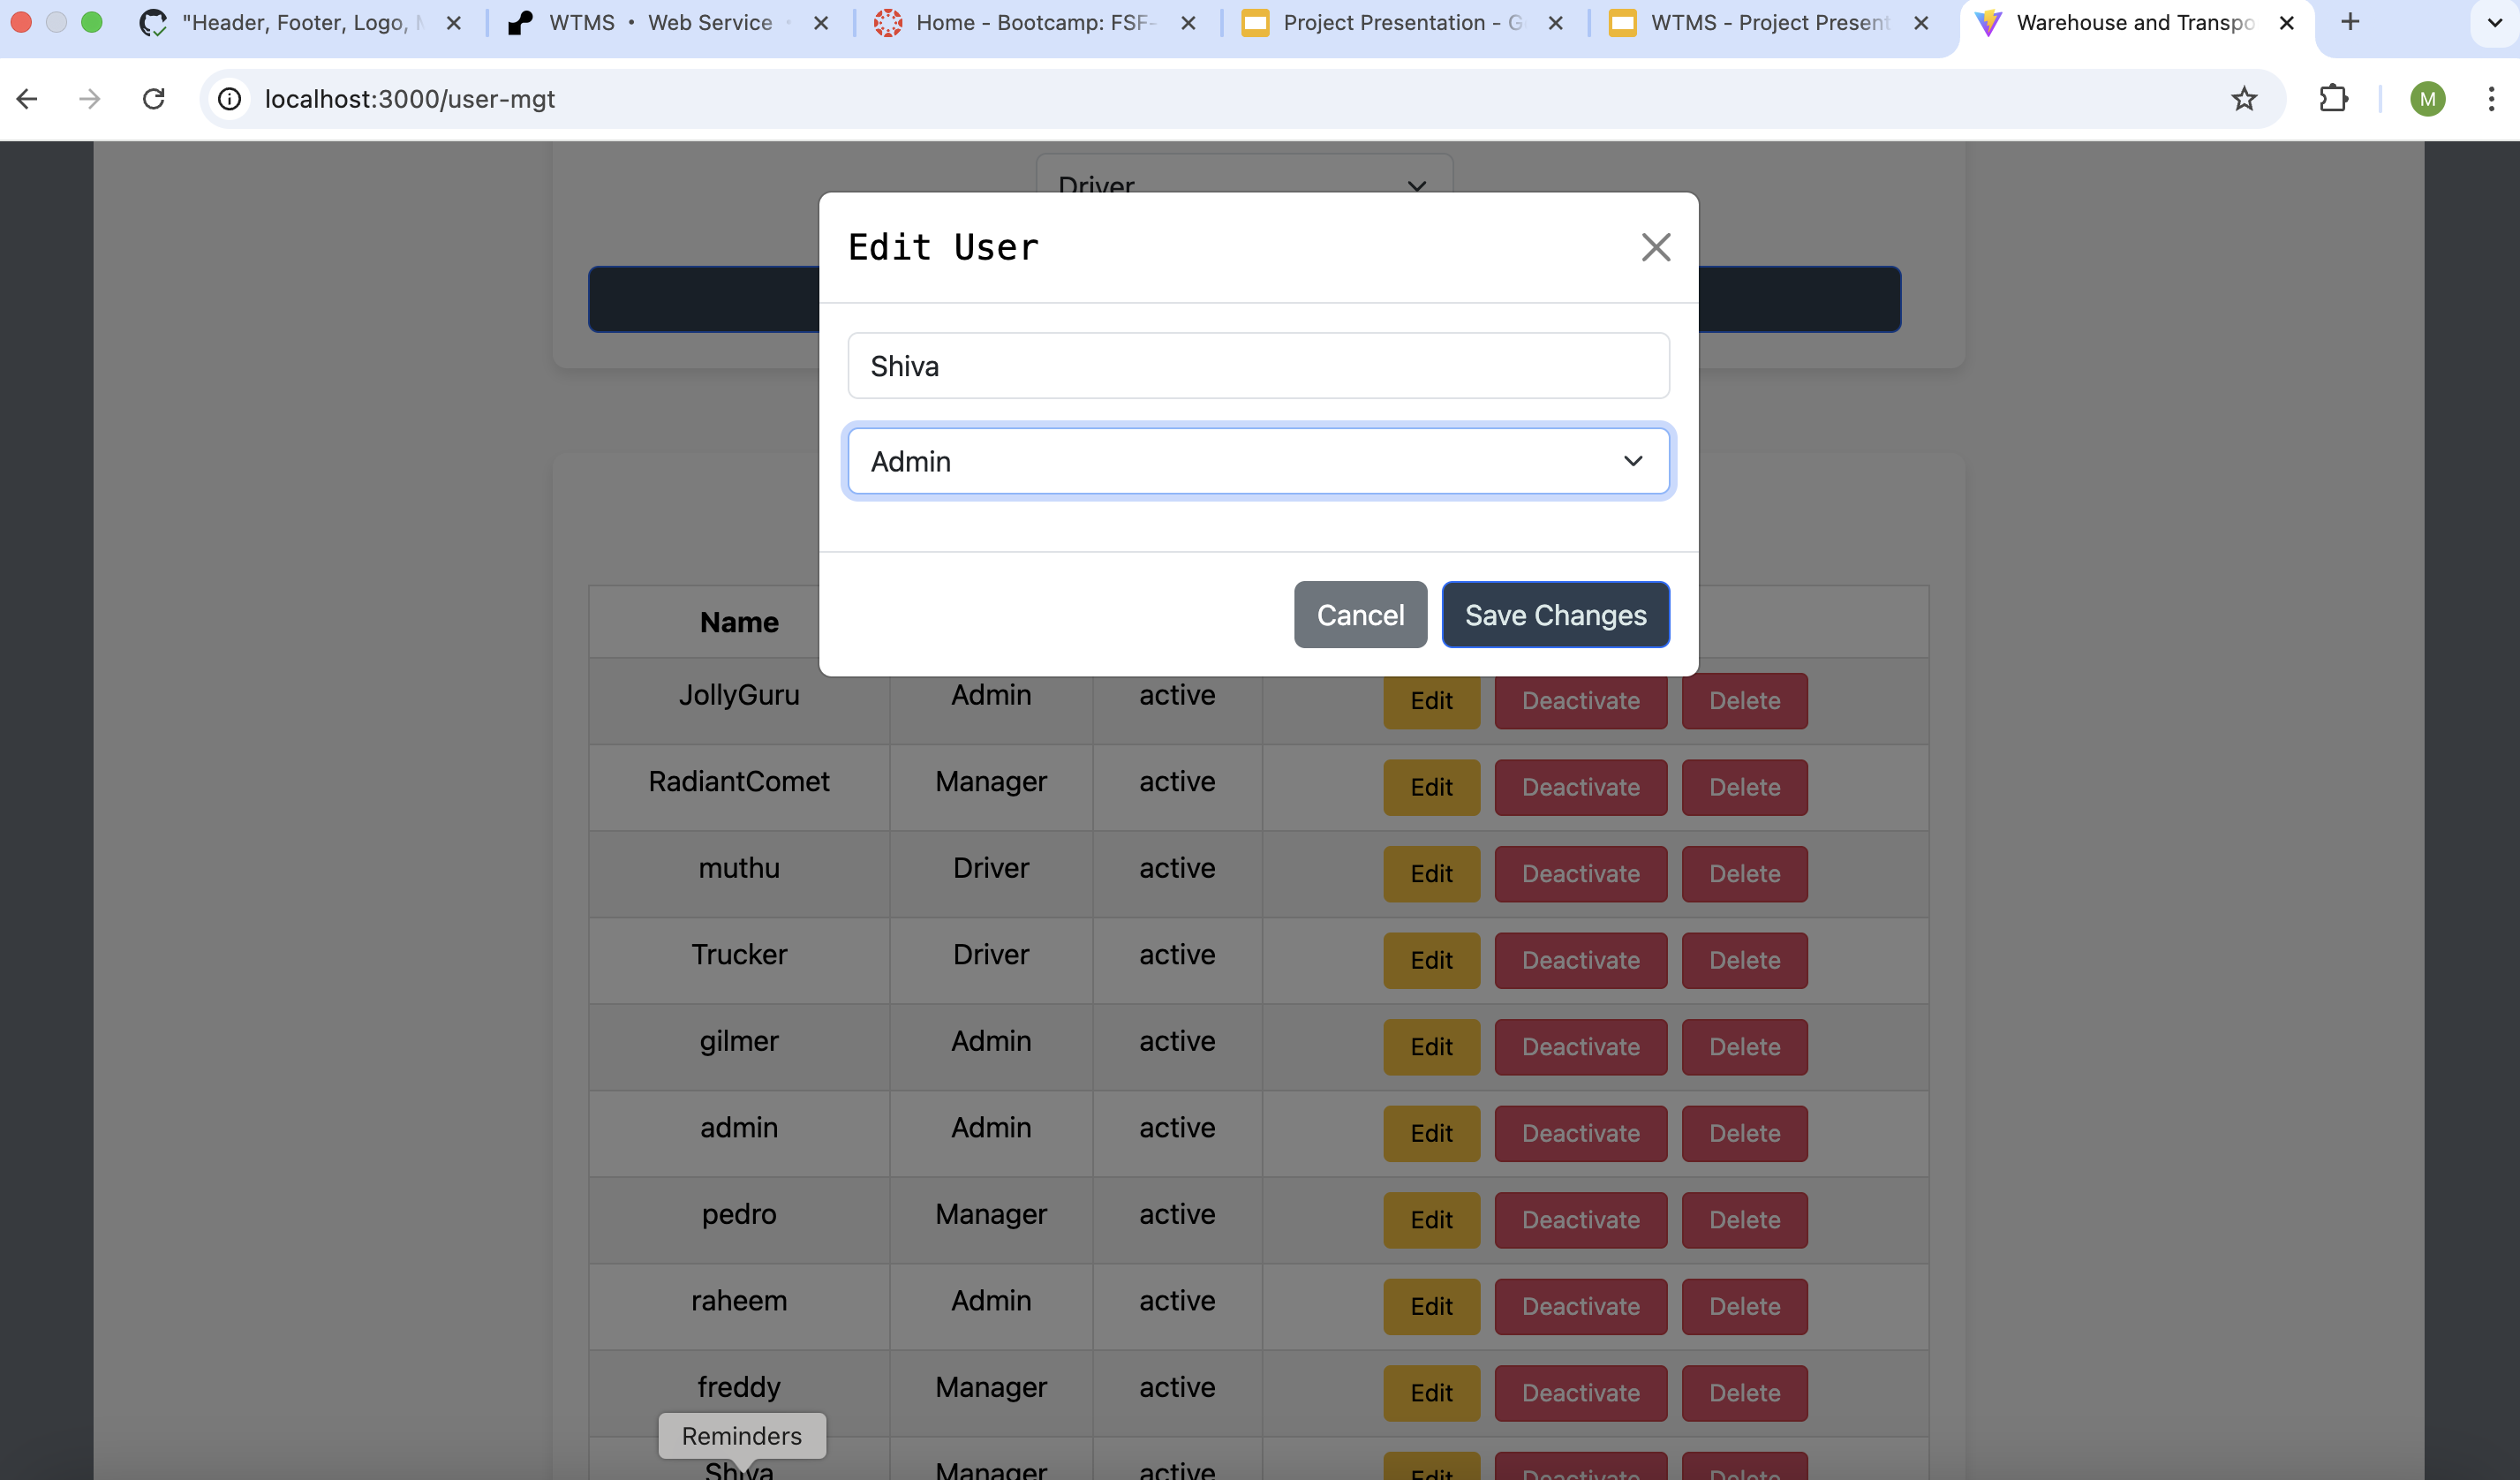 "Header, Footer, Logo,
WTMS • Web Service
Home - Bootcamp: FSF-
Project Presentation - G
WTMS - Project Present
Warehouse and Transpo
localhost:3000/user-mgt
M
Driver
Edit User
Shiva
Admin
Cancel
Save Changes
Name
JollyGuru Admin active Edit Deactivate Delete
RadiantComet Manager active Edit Deactivate Delete
muthu Driver active Edit Deactivate Delete
Trucker Driver active Edit Deactivate Delete
gilmer Admin active Edit Deactivate Delete
admin Admin active Edit Deactivate Delete
pedro Manager active Edit Deactivate Delete
raheem Admin active Edit Deactivate Delete
freddy Manager active Edit Deactivate Delete
Reminders
Shiva Manager active Edit Deactivate Delete